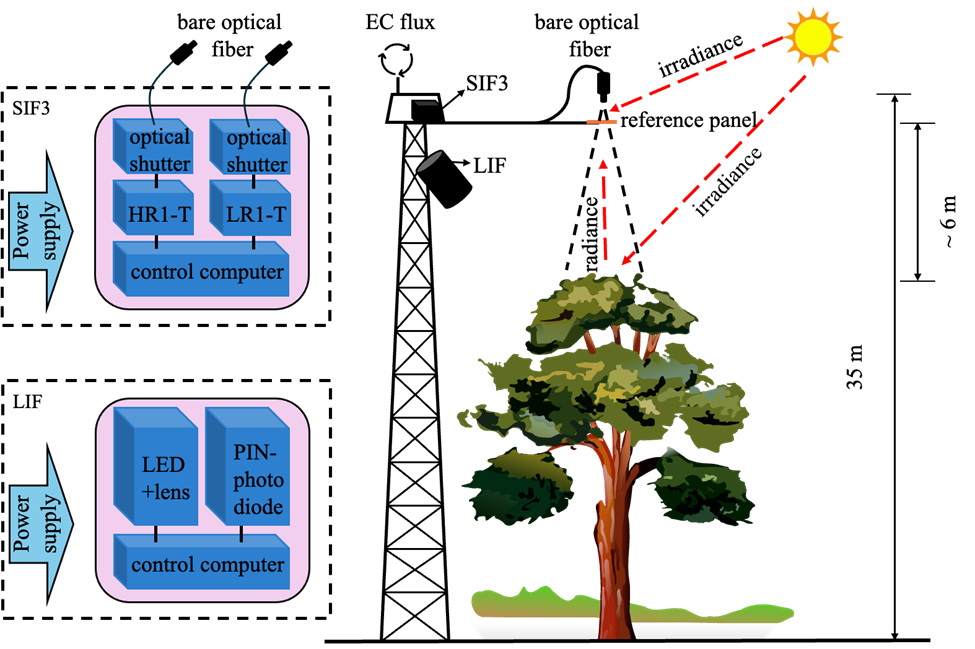 bare optical
fiber
SIF3
optical
shutter
optical
shutter
HR1-T
LR1-T
control computer
Power
supply
LIF
LED
+lens
PIN-
photo
diode
control computer
Power
supply
EC flux
SIF3
LIF
bare optical
fiber
reference panel
irradiance
irradiance
radiance
~ 6 m
35 m